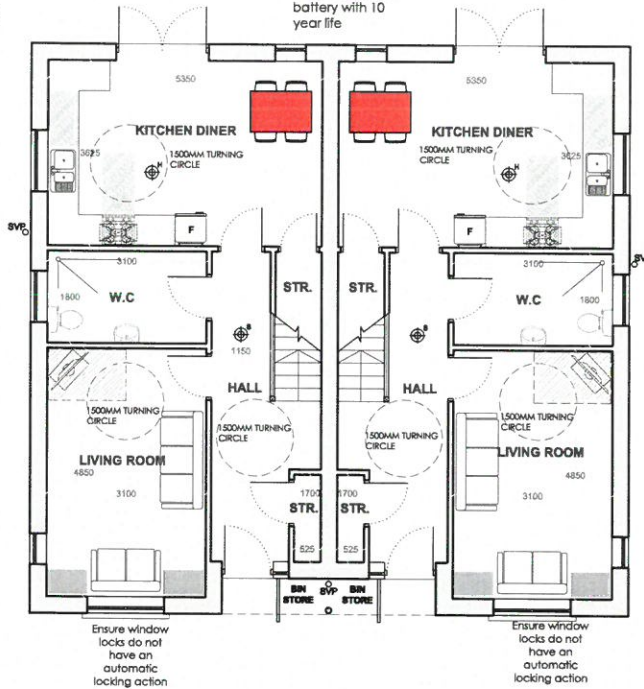 battery with 10
year life
5350
5350
KITCHEN DINER
KITCHEN DINER
3625
1500MM TURNING
CIRCLE
H
1500MM TURNING
CIRCLE
3625
H
F
F
SVP
3100
W.C
1800
STR.
STR.
3100
W.C
1800
SV
S
1150
S
HALL
HALL
1500MM TURNING
CIRCLE
1500MM TURNING
CIRCLE
1500MM TURNING
CIRCLE
1500MM TURNING
CIRCLE
LIVING ROOM
4850
3100
LIVING ROOM
4850
3100
1700
1700
STR.
STR.
525
525
BIN
STORE
SVP
BIN
STORE
Ensure window
locks do not
have an
automatic
locking action
Ensure window
locks do not
have an
automatic
locking action